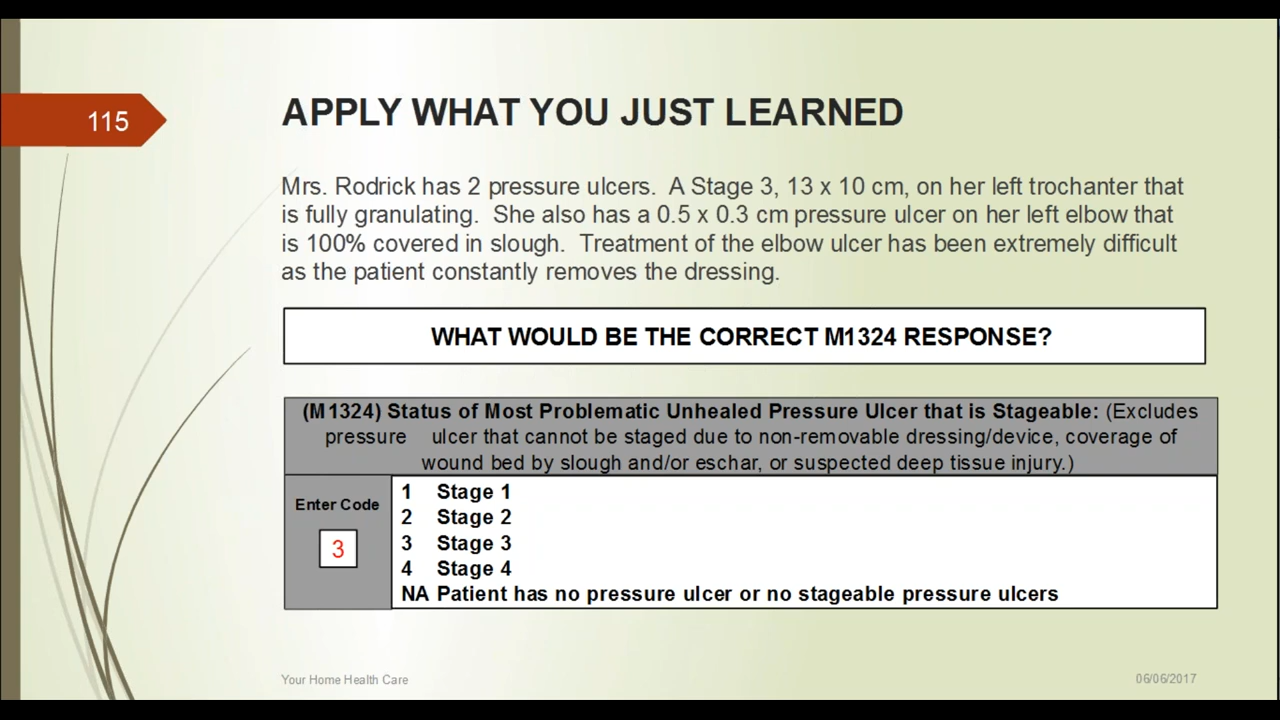 115
APPLY WHAT YOU JUST LEARNED
Mrs. Rodrick has 2 pressure ulcers. A Stage 3, 13 x 10 cm, on her left trochanter that
is fully granulating. She also has a 0.5 x 0.3 cm pressure ulcer on her left elbow that
is 100% covered in slough. Treatment of the elbow ulcer has been extremely difficult
as the patient constantly removes the dressing.
WHAT WOULD BE THE CORRECT M1324 RESPONSE?
(M1324) Status of Most Problematic Unhealed Pressure Ulcer that is Stageable: (Excludes
pressure ulcer that cannot be staged due to non-removable dressing/device, coverage of
wound bed by slough and/or eschar, or suspected deep tissue injury.)
Enter Code
3
1 Stage 1
2 Stage 2
3 Stage 3
4 Stage 4
NA Patient has no pressure ulcer or no stageable pressure ulcers
Your Home Health Care
06/06/2017